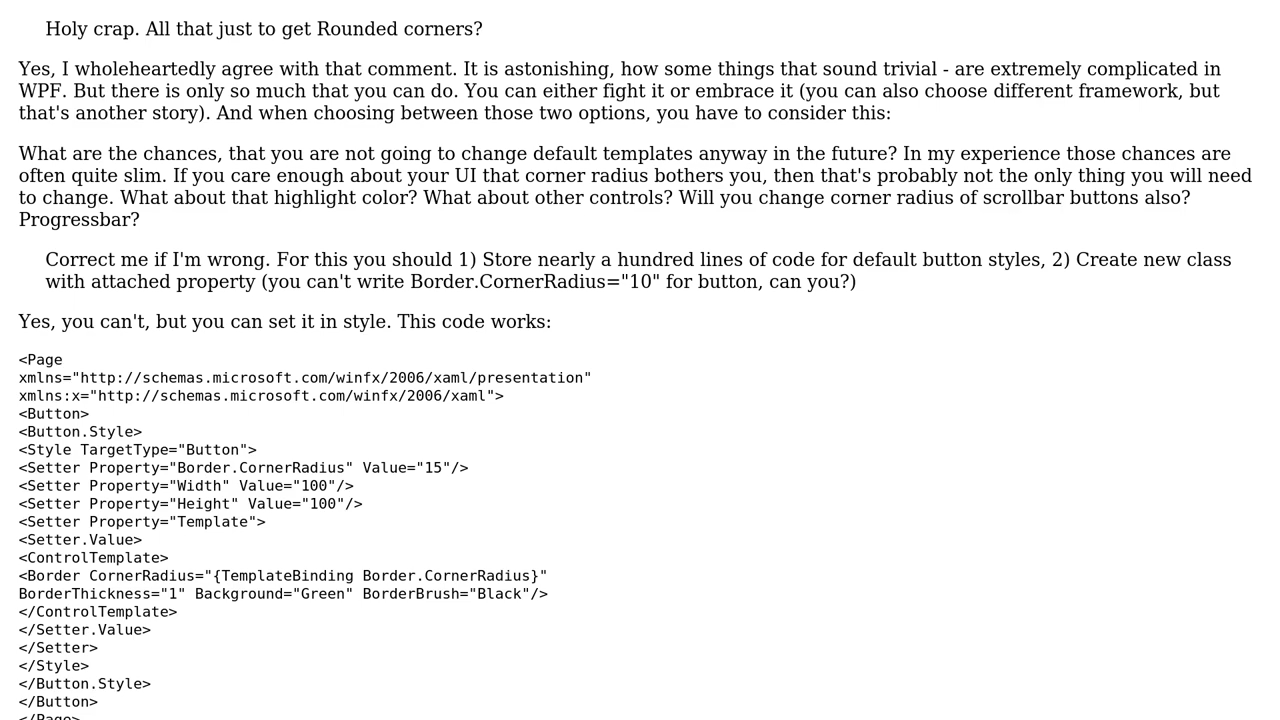 Holy crap. All that just to get Rounded corners?
Yes, I wholeheartedly agree with that comment. It is astonishing, how some things that sound trivial - are extremely complicated in
WPF. But there is only so much that you can do. You can either fight it or embrace it (you can also choose different framework, but
that's another story). And when choosing between those two options, you have to consider this:
What are the chances, that you are not going to change default templates anyway in the future? In my experience those chances are
often quite slim. If you care enough about your UI that corner radius bothers you, then that's probably not the only thing you will need
to change. What about that highlight color? What about other controls? Will you change corner radius of scrollbar buttons also?
Progressbar?
Correct me if I'm wrong. For this you should 1) Store nearly a hundred lines of code for default button styles, 2) Create new class
with attached property (you can't write Border.CornerRadius="10" for button, can you?)
Yes, you can't, but you can set it in style. This code works:
<Page
xmlns="http://schemas.microsoft.com/winfx/2006/xaml/presentation"
xmlns:x="http://schemas.microsoft.com/winfx/2006/xaml">
<Button>
<Button.Style>
<Style TargetType="Button">
<Setter Property="Border.CornerRadius" Value="15"/>
<Setter Property="Width" Value="100"/>
<Setter Property="Height" Value="100"/>
<Setter Property="Template">
<Setter.Value>
<ControlTemplate>
<Border CornerRadius="{TemplateBinding Border.CornerRadius}"
BorderThickness="1" Background="Green" BorderBrush="Black"/>
</ControlTemplate>
</Setter.Value>
</Setter>
</Style>
</Button.Style>
</Button>
</Page>